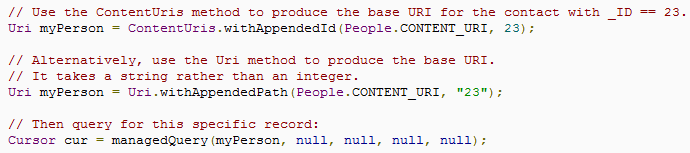 // Use the ContentUris method to produce the base URI for the contact with _ID == 23.
Uri myPerson = ContentUris.withAppendedId(People.CONTENT_URI, 23);
// Alternatively, use the Uri method to produce the base URI.
// It takes a string rather than an integer.
Uri myPerson = Uri.withAppendedPath(People.CONTENT_URI, "23");
// Then query for this specific record:
Cursor cur = managedQuery(myPerson, null, null, null, null);